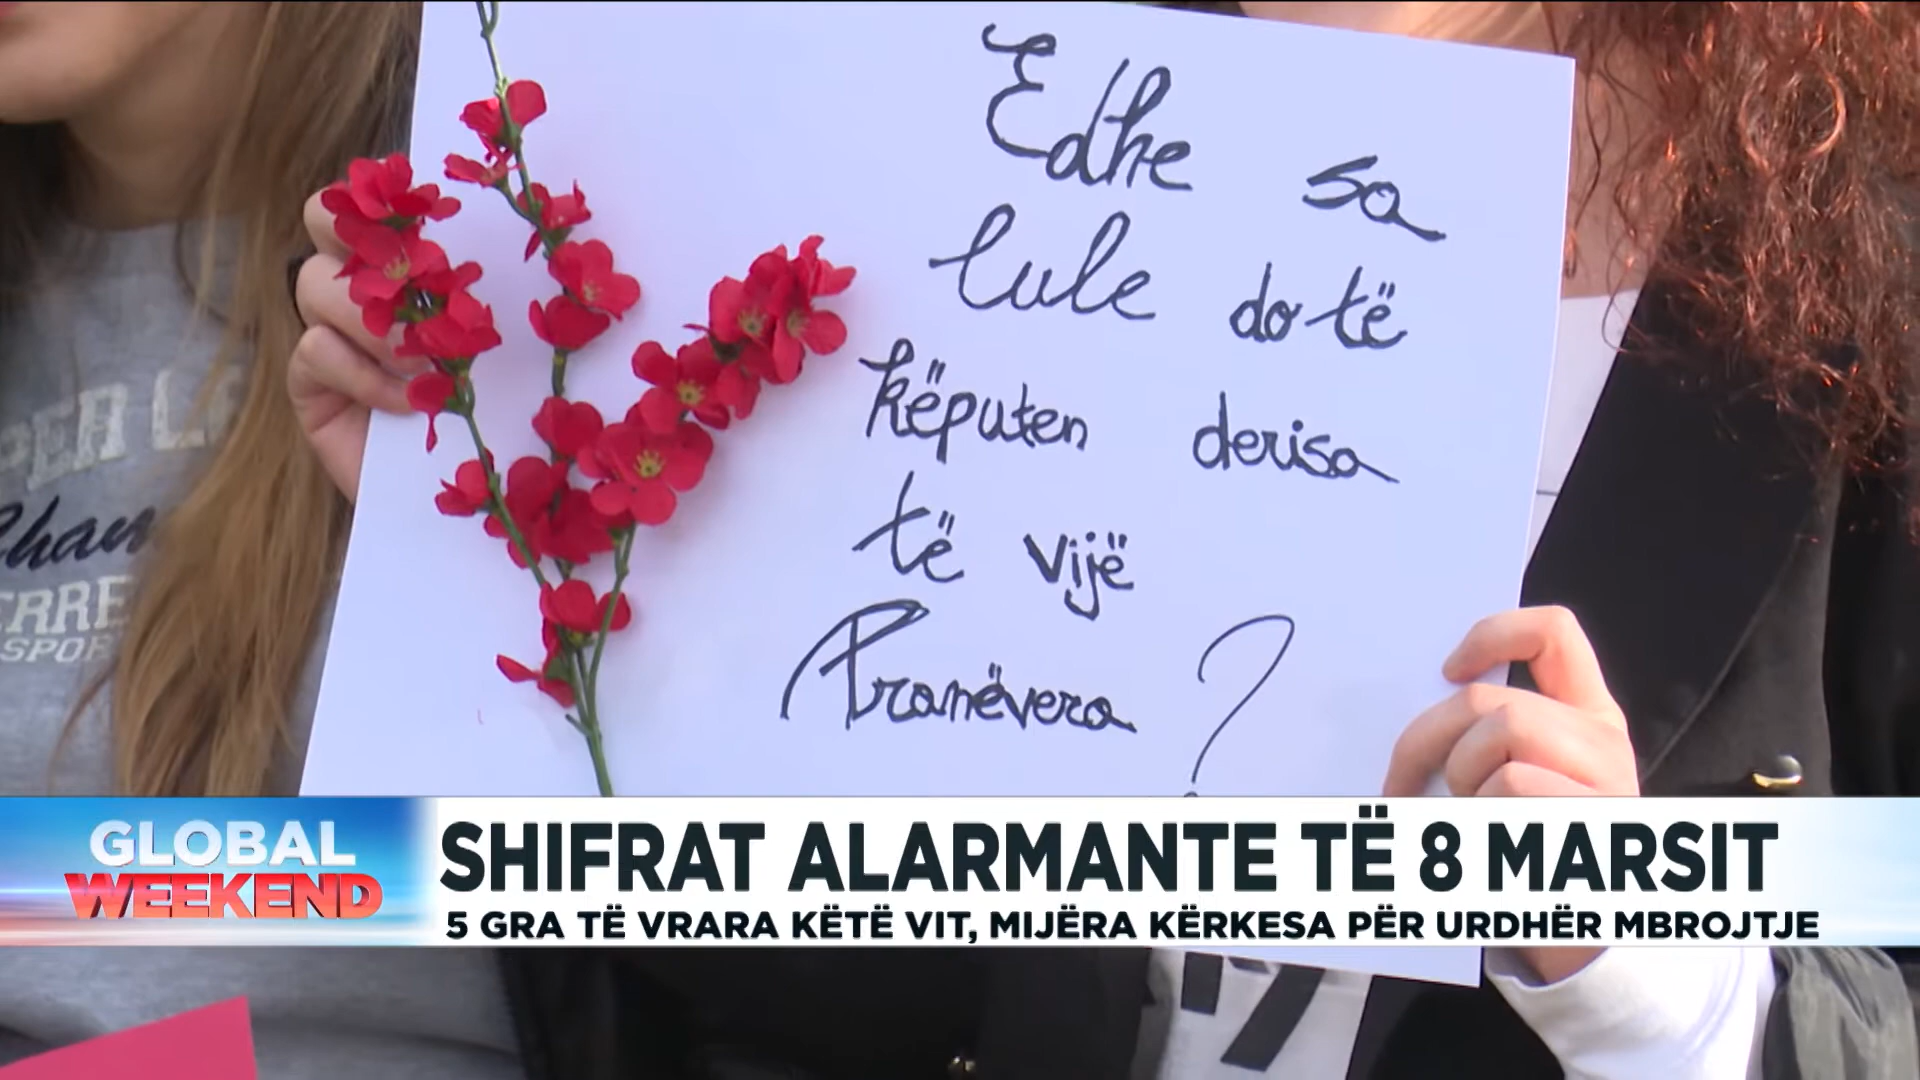 Edhe sa
lule do të
këputen derisa
të vijë
Pranëvera ?
GLOBAL
WEEKEND
SHIFRAT ALARMANTE TË 8 MARSIT
5 GRA TË VRARA KËTË VIT, MIJËRA KËRKESA PËR URDHËR MBROJTJE